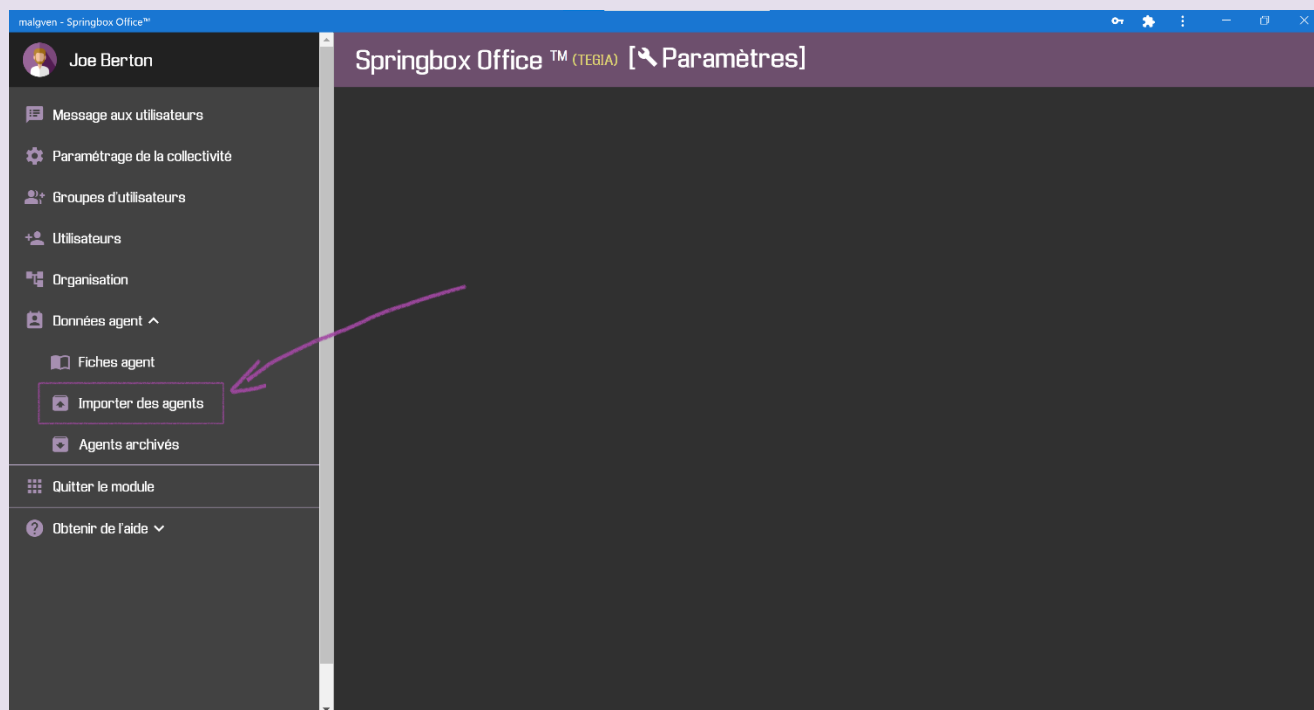 malgven - Springbox Office™
Joe Berton
Springbox Office ™ (TEGIA) [Paramètres]
Message aux utilisateurs
Paramétrage de la collectivité
Groupes d'utilisateurs
Utilisateurs
Organisation
Données agent
Fiches agent
Importer des agents
Agents archivés
Quitter le module
Obtenir de l'aide